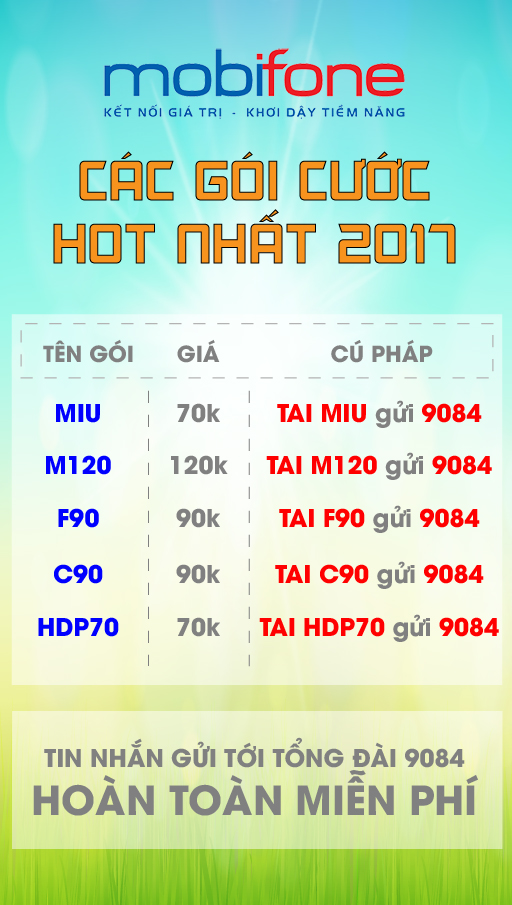 mobifone
KẾT NỐI GIÁ TRỊ - KHƠI DẬY TIỀM NĂNG
CÁC GÓI CƯỚC
HOT NHẤT 2017
TÊN GÓI GIÁ CÚ PHÁP
MIU 70k TAI MIU gửi 9084
M120 120k TAI M120 gửi 9084
F90 90k TAI F90 gửi 9084
C90 90k TAI C90 gửi 9084
HDP70 70k TAI HDP70 gửi 9084
TIN NHẮN GỬI TỚI TỔNG ĐÀI 9084
HOÀN TOÀN MIỄN PHÍ